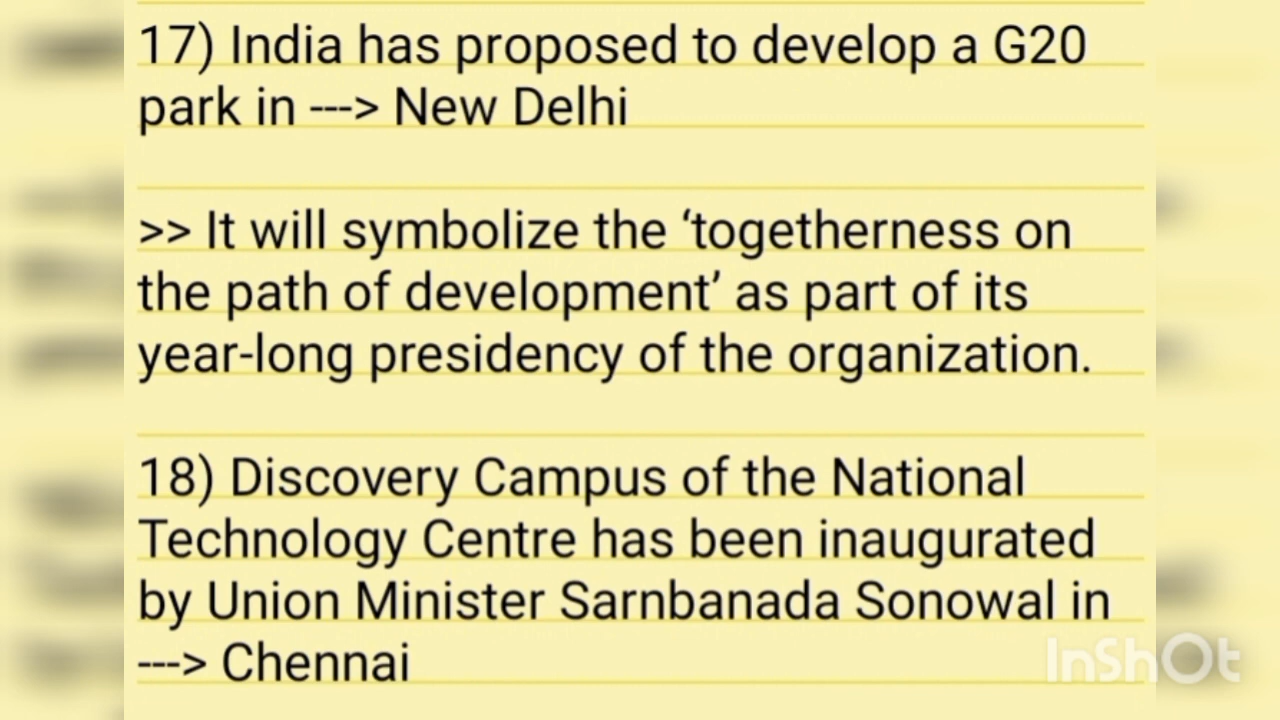 17) India has proposed to develop a G20
park in ---> New Delhi
>> It will symbolize the ‘togetherness on
the path of development’ as part of its
year-long presidency of the organization.
18) Discovery Campus of the National
Technology Centre has been inaugurated
by Union Minister Sarnbanada Sonowal in
---> Chennai
InShOt